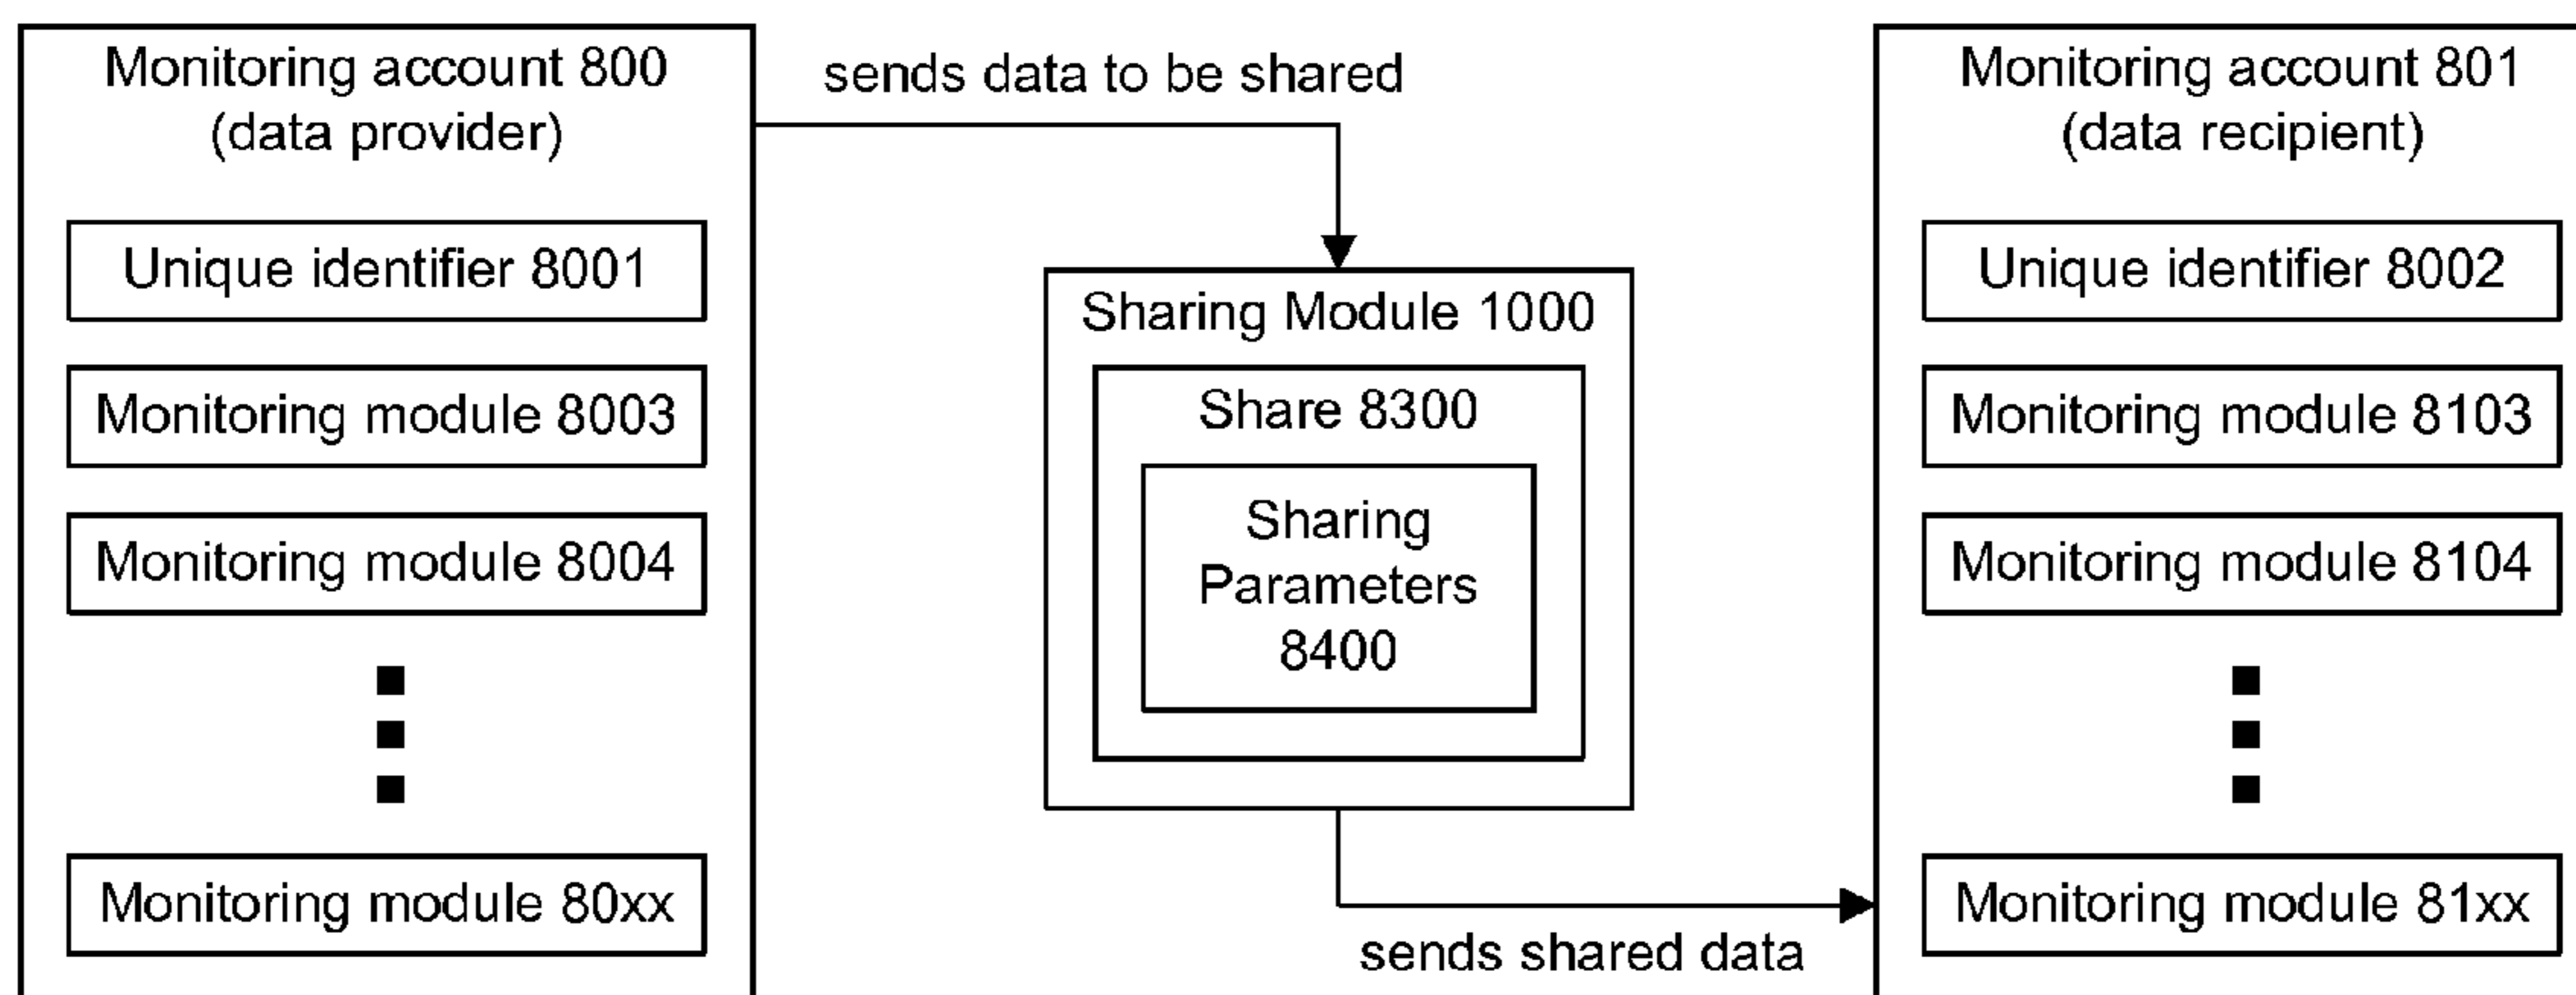 Monitoring account 800
(data provider)
Unique identifier 8001
Monitoring module 8003
Monitoring module 8004
Monitoring module 80xx
sends data to be shared
Sharing Module 1000
Share 8300
Sharing
Parameters
8400
sends shared data
Monitoring account 801
(data recipient)
Unique identifier 8002
Monitoring module 8103
Monitoring module 8104
Monitoring module 81xx